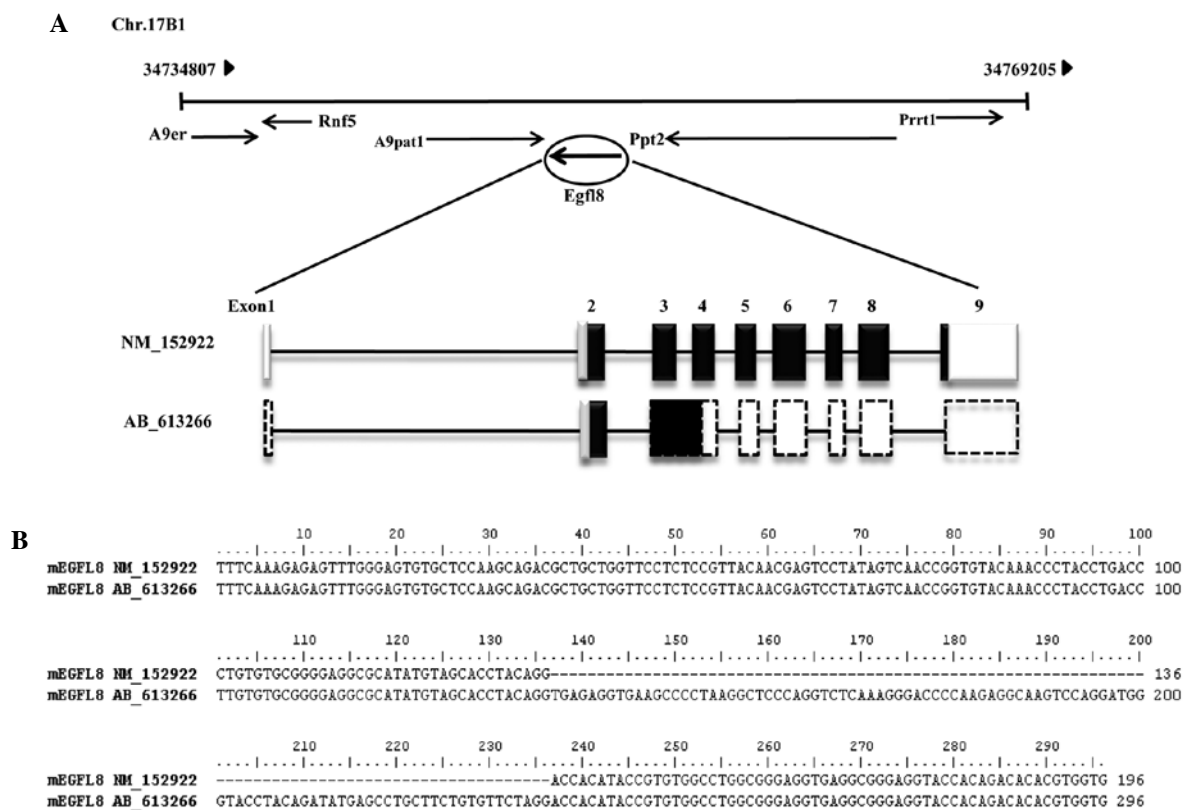 A Chr.17B1
34734807 34769205
A9er Rnf5 A9pat1 Ppt2 Prrt1
Egfl8
Exon1 2 3 4 5 6 7 8 9
NM_152922
AB_613266
B
10 20 30 40 50 60 70 80 90 100
mEGFL8 NM_152922 TTTCAAAGAGAGTTTGGGAGTGTGCTCCAAGCAGACGCTGCTGGTTCCTCTCCGTTACAACGAGTCCTATAGTCAACCGGTGTACAAACCCTACCTGACC 100
mEGFL8 AB_613266 TTTCAAAGAGAGTTTGGGAGTGTGCTCCAAGCAGACGCTGCTGGTTCCTCTCCGTTACAACGAGTCCTATAGTCAACCGGTGTACAAACCCTACCTGACC 100
110 120 130 140 150 160 170 180 190 200
mEGFL8 NM_152922 CTGTGTGCGGGGAGGCGCATATGTAGCACCTACAGG---------------------------------------------------------------- 136
mEGFL8 AB_613266 TTGTGTGCGGGGAGGCGCATATGTAGCACCTACAGGTGAGAGGTGAAGCCCCTAAGGCTCCCAGGTCTCAAAGGGACCCCAAGAGGCAAGTCCAGGATGG 200
210 220 230 240 250 260 270 280 290
mEGFL8 NM_152922 ------------------------------------ACCACATACCGTGTGGCCTGGCGGGAGGTGAGGCGGGAGGTACCACAGACACACGTGGTG 196
mEGFL8 AB_613266 GTACCTACAGATATGAGCCTGCTTCTGTGTTCTAGGACCACATACCGTGTGGCCTGGCGGGAGGTGAGGCGGGAGGTACCACAGACACACGTGGTG 296